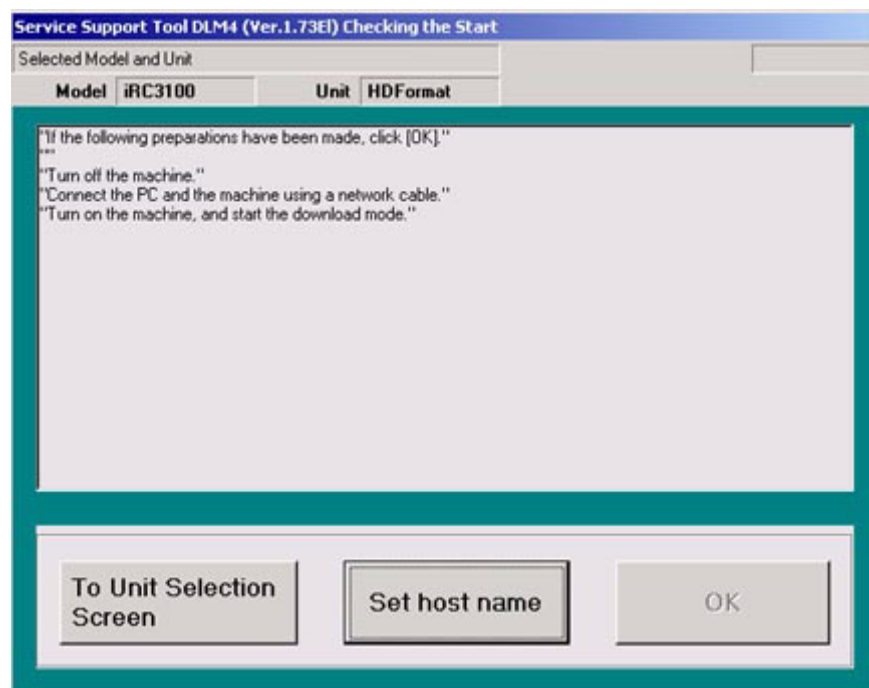 Service Support Tool DLM4 (Ver.1.73El) Checking the Start
Selected Model and Unit
Model iRC3100 Unit HDFormat
"If the following preparations have been made, click [OK]."
""
"Turn off the machine."
"Connect the PC and the machine using a network cable."
"Turn on the machine, and start the download mode."
To Unit Selection
Screen
Set host name
OK